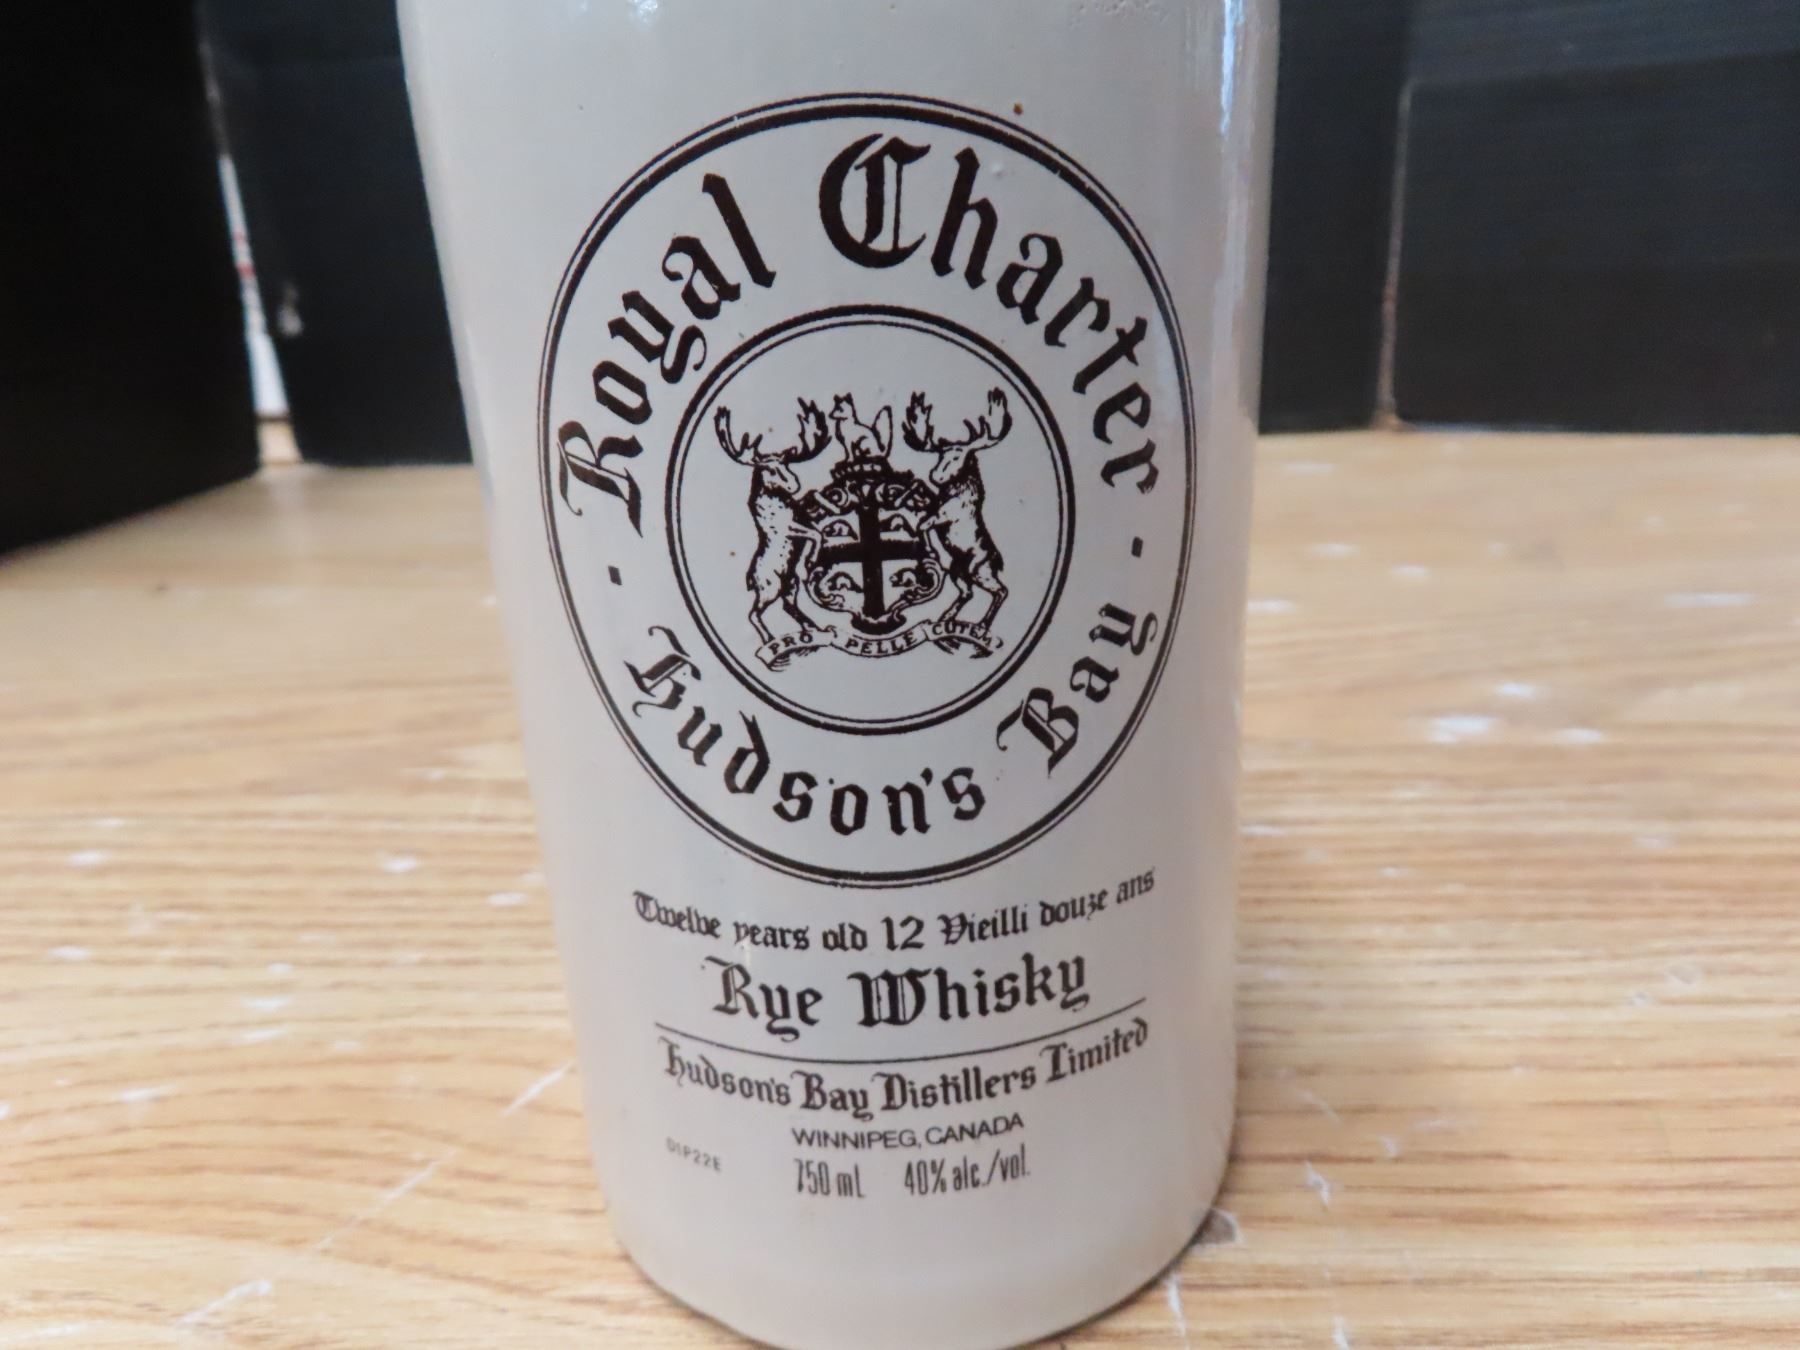 Royal Charter
PRO PELLE CUTEM
- Hudson's Bay -
Twelve years old 12 Vieilli douze ans
Rye Whisky
Hudson's Bay Distillers Limited
WINNIPEG, CANADA
D1P22E
750 mL 40% alc./vol.